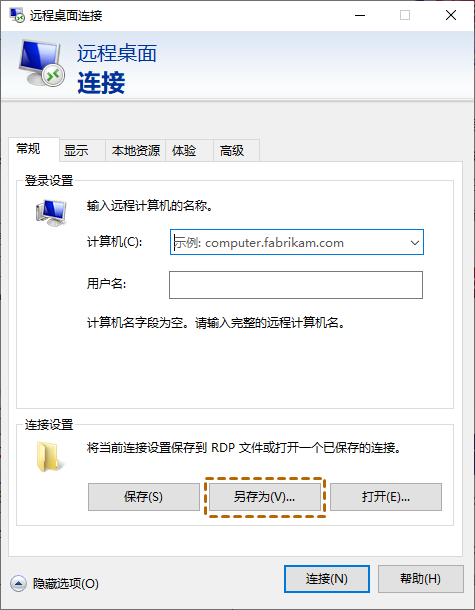 远程桌面连接
远程桌面
连接
常规 显示 本地资源 体验 高级
登录设置
输入远程计算机的名称。
计算机(C): 示例: computer.fabrikam.com
用户名:
计算机名字段为空。请输入完整的远程计算机名。
连接设置
将当前连接设置保存到 RDP 文件或打开一个已保存的连接。
保存(S) 另存为(V)... 打开(E)...
隐藏选项(O) 连接(N) 帮助(H)